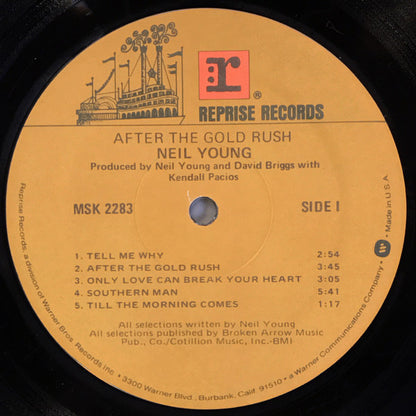 r
®
REPRISE RECORDS
AFTER THE GOLD RUSH
NEIL YOUNG
Produced by Neil Young and David Briggs with
Kendall Pacios
MSK 2283
SIDE I
1. TELL ME WHY 2:54
2. AFTER THE GOLD RUSH 3:45
3. ONLY LOVE CAN BREAK YOUR HEART 3:05
4. SOUTHERN MAN 5:41
5. TILL THE MORNING COMES 1:17
All selections written by Neil Young
All selections published by Broken Arrow Music
Pub., Co./Cotillion Music, Inc.-BMI
Reprise Records, a division of Warner Bros. Records Inc. • 3300 Warner Blvd., Burbank, Calif. 91510 • a Warner Communications Company • W • Made in U.S.A.